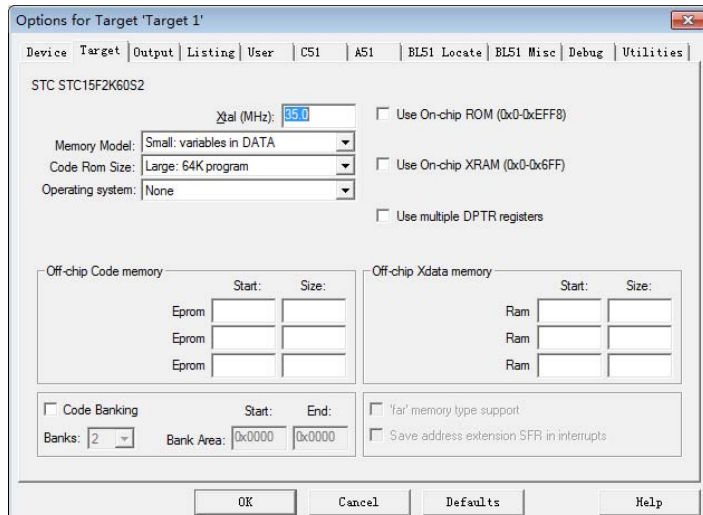 Options for Target 'Target 1'
Device Target Output Listing User C51 A51 BL51 Locate BL51 Misc Debug Utilities
STC STC15F2K60S2
Xtal (MHz): 35.0 Use On-chip ROM (0x0-0xEFF8)
Memory Model: Small: variables in DATA
Code Rom Size: Large: 64K program Use On-chip XRAM (0x0-0x6FF)
Operating system: None
Use multiple DPTR registers
Off-chip Code memory
Start: Size:
Eprom
Eprom
Eprom
Off-chip Xdata memory
Start: Size:
Ram
Ram
Ram
Code Banking Start: End:
Banks: 2 Bank Area: 0x0000 0x0000
'far' memory type support
Save address extension SFR in interrupts
OK Cancel Defaults Help